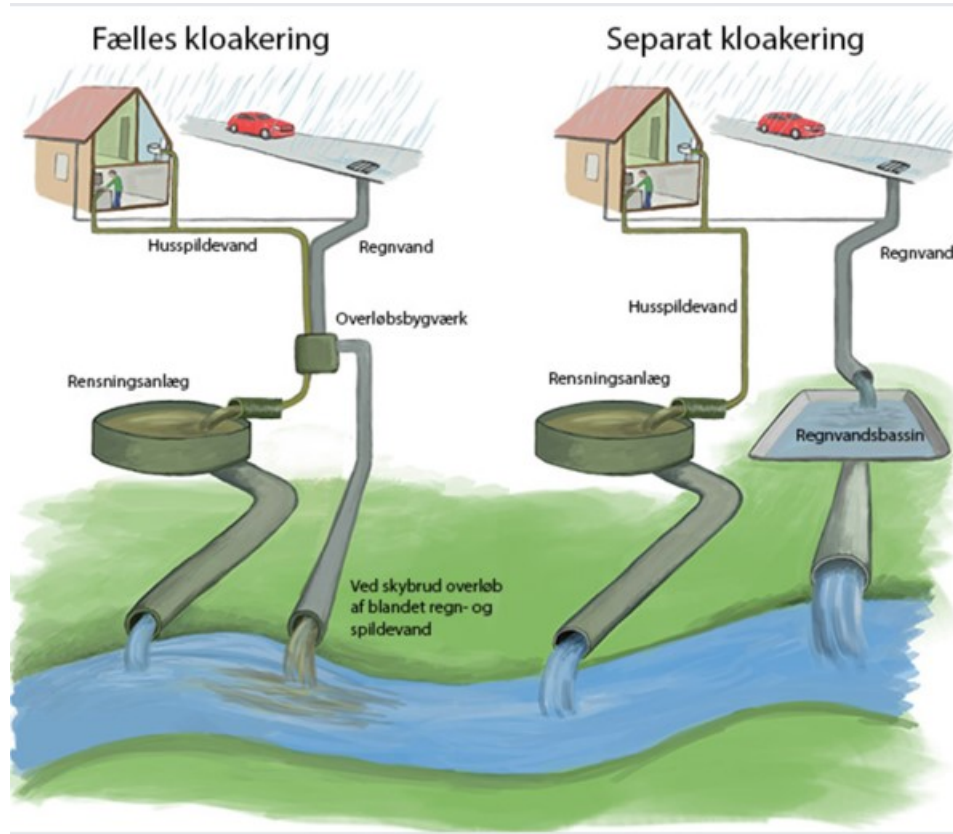 Fælles kloakering
Husspildevand
Regnvand
Overløbsbygværk
Rensningsanlæg
Ved skybrud overløb
af blandet regn- og
spildevand
Separat kloakering
Regnvand
Husspildevand
Rensningsanlæg
Regnvandsbassin